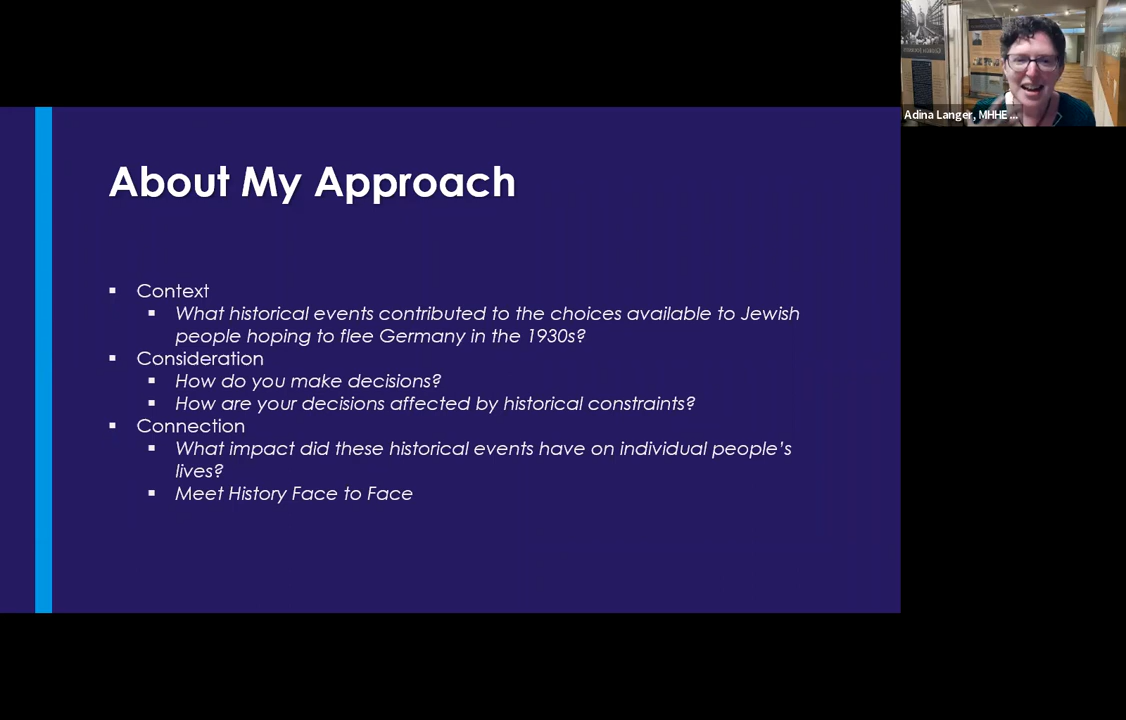 Adina Langer, MHHE ...
About My Approach
▪ Context
▪ What historical events contributed to the choices available to Jewish
people hoping to flee Germany in the 1930s?
▪ Consideration
▪ How do you make decisions?
▪ How are your decisions affected by historical constraints?
▪ Connection
▪ What impact did these historical events have on individual people’s
lives?
▪ Meet History Face to Face